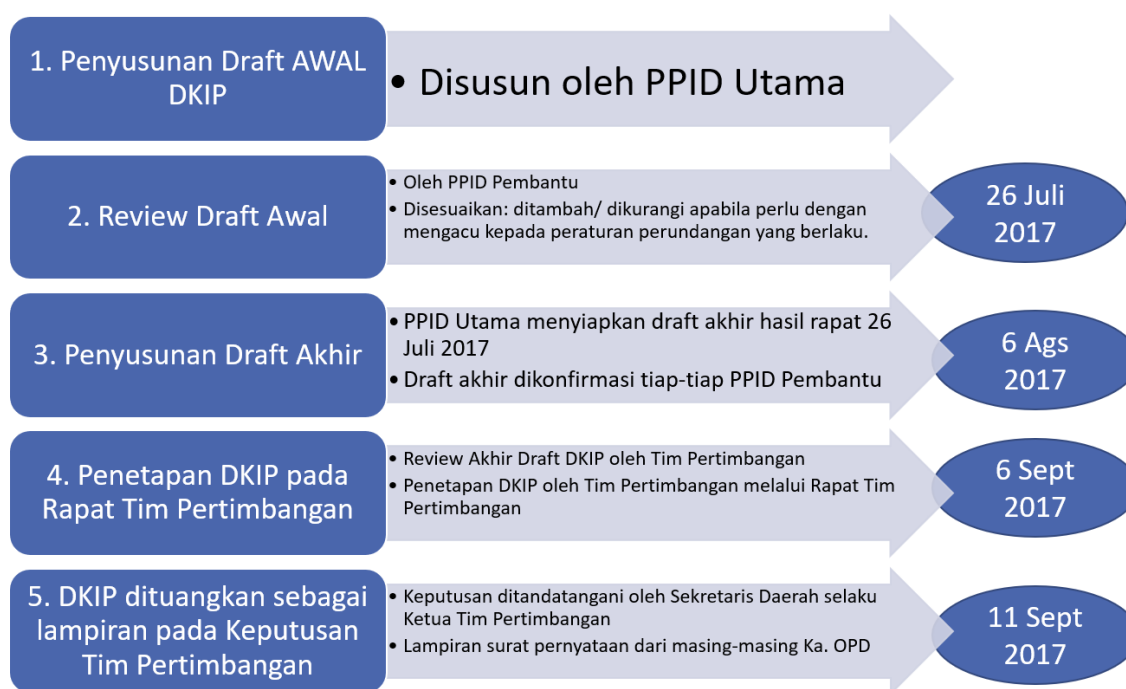 1. Penyusunan Draft AWAL
DKIP
• Disusun oleh PPID Utama
2. Review Draft Awal
• Oleh PPID Pembantu
• Disesuaikan: ditambah/ dikurangi apabila perlu dengan
mengacu kepada peraturan perundangan yang berlaku.
26 Juli
2017
3. Penyusunan Draft Akhir
• PPID Utama menyiapkan draft akhir hasil rapat 26
Juli 2017
• Draft akhir dikonfirmasi tiap-tiap PPID Pembantu
6 Ags
2017
4. Penetapan DKIP pada
Rapat Tim Pertimbangan
• Review Akhir Draft DKIP oleh Tim Pertimbangan
• Penetapan DKIP oleh Tim Pertimbangan melalui Rapat Tim
Pertimbangan
6 Sept
2017
5. DKIP dituangkan sebagai
lampiran pada Keputusan
Tim Pertimbangan
• Keputusan ditandatangani oleh Sekretaris Daerah selaku
Ketua Tim Pertimbangan
• Lampiran surat pernyataan dari masing-masing Ka. OPD
11 Sept
2017